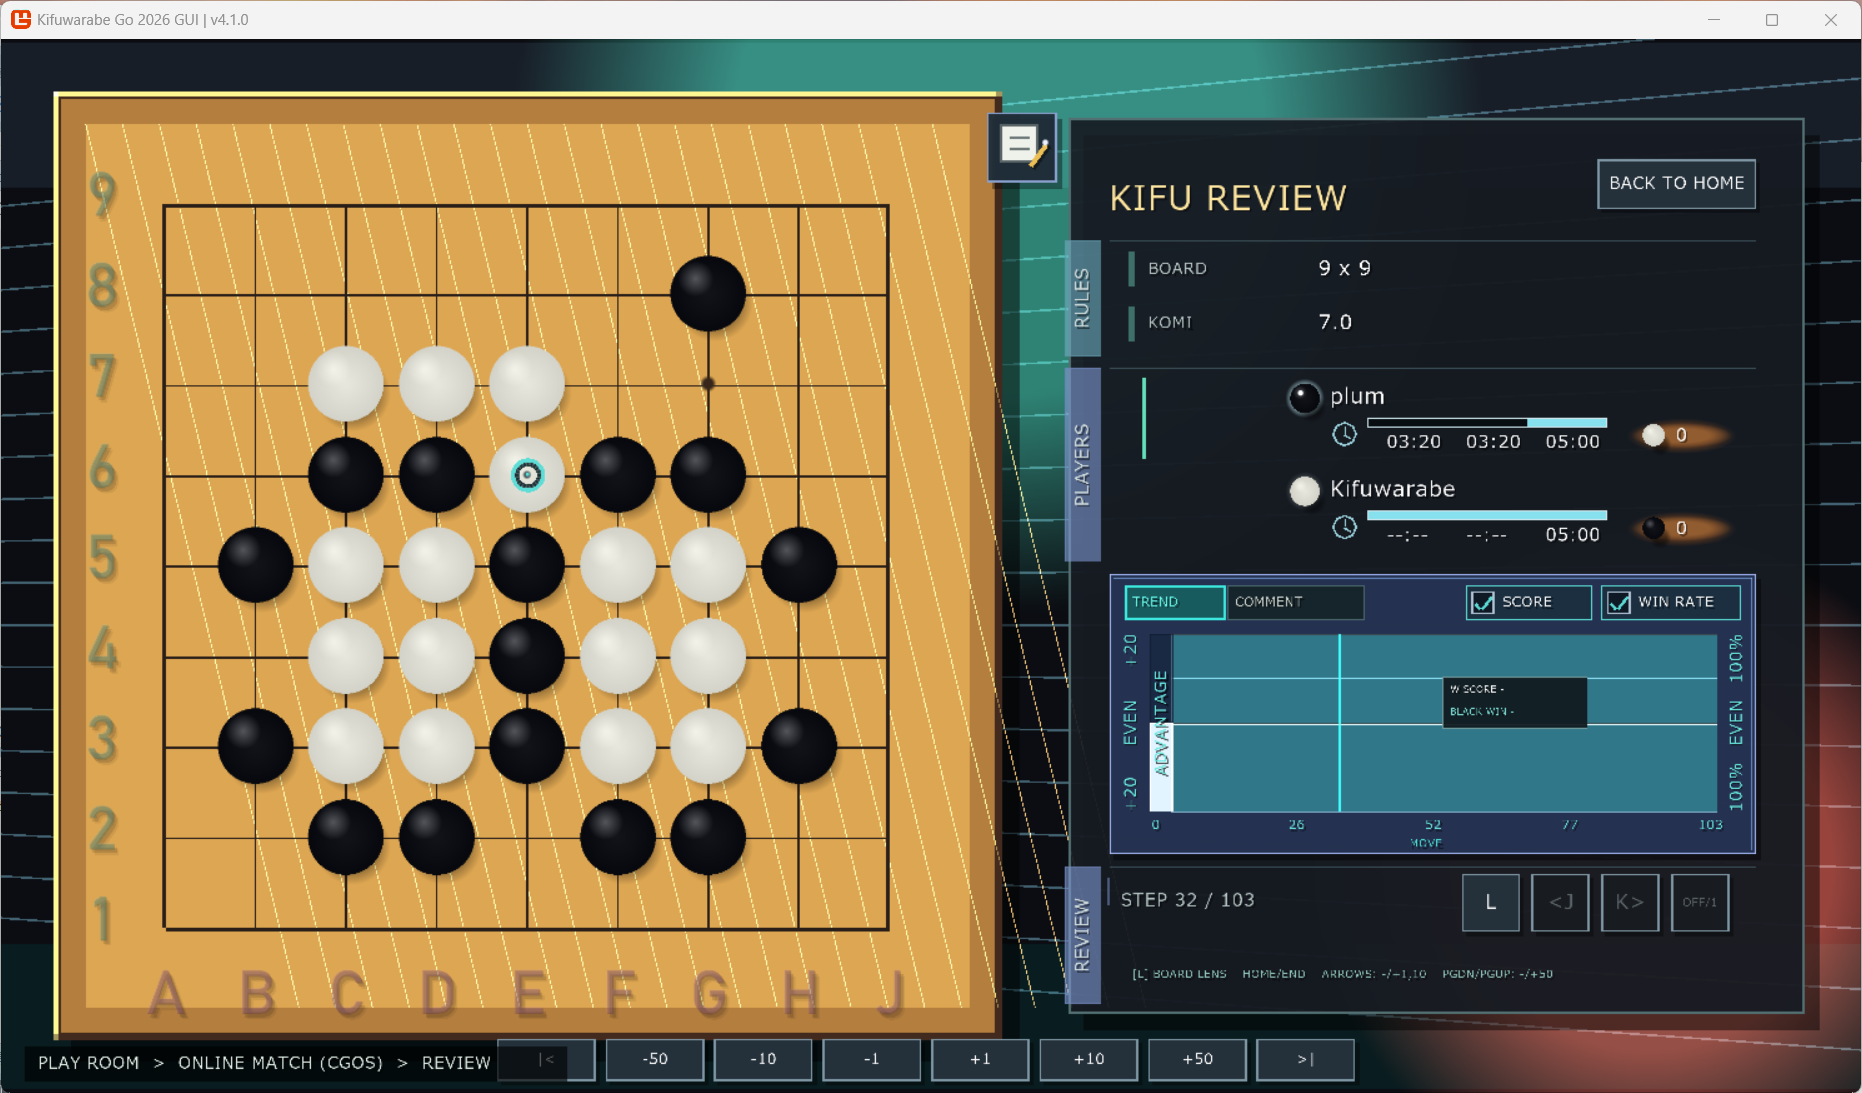 Kifuwarabe Go 2026 GUI | v4.1.0
9
8
7
6
5
4
3
2
1
A B C D E F G H J
KIFU REVIEW
BACK TO HOME
RULES
BOARD 9 x 9
KOMI 7.0
PLAYERS
plum
03:20 03:20 05:00 0
Kifuwarabe
--:-- --:-- 05:00 0
TREND COMMENT SCORE WIN RATE
+20 EVEN +20
ADVANTAGE
W SCORE -
BLACK WIN -
100% EVEN 100%
0 26 52 77 103
MOVE
REVIEW
STEP 32 / 103
L <J K> OFF/1
[L] BOARD LENS HOME/END ARROWS: -/+1,10 PGDN/PGUP: -/+50
PLAY ROOM > ONLINE MATCH (CGOS) > REVIEW
|< -50 -10 -1 +1 +10 +50 >|